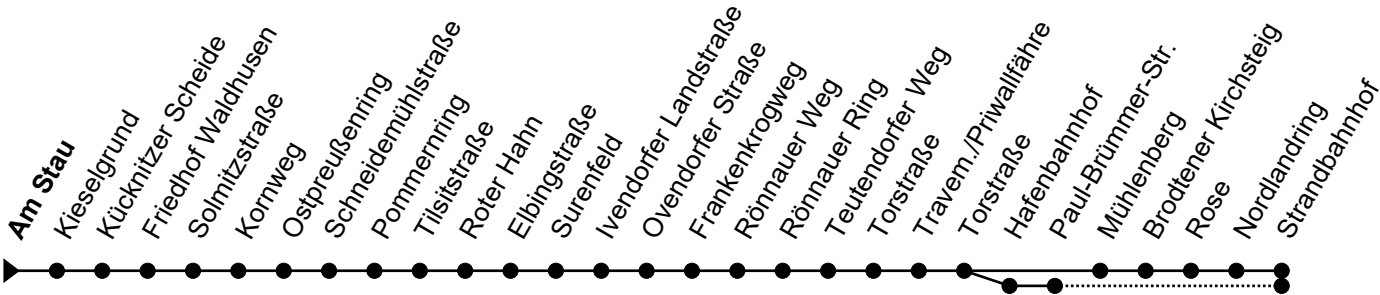 Am Stau
Kieselgrund
Kücknitzer Scheide
Friedhof Waldhusen
Solmitzstraße
Kornweg
Ostpreußenring
Schneidemühlstraße
Pommernring
Tilsitstraße
Roter Hahn
Elbingstraße
Surenfeld
Ivendorfer Landstraße
Ovendorfer Straße
Frankenkrogweg
Rönnauer Weg
Rönnauer Ring
Teutendorfer Weg
Torstraße
Travem./Priwallfähre
Torstraße
Hafenbahnhof
Paul-Brümmer-Str.
Mühlenberg
Brodtener Kirchsteig
Rose
Nordlandring
Strandbahnhof